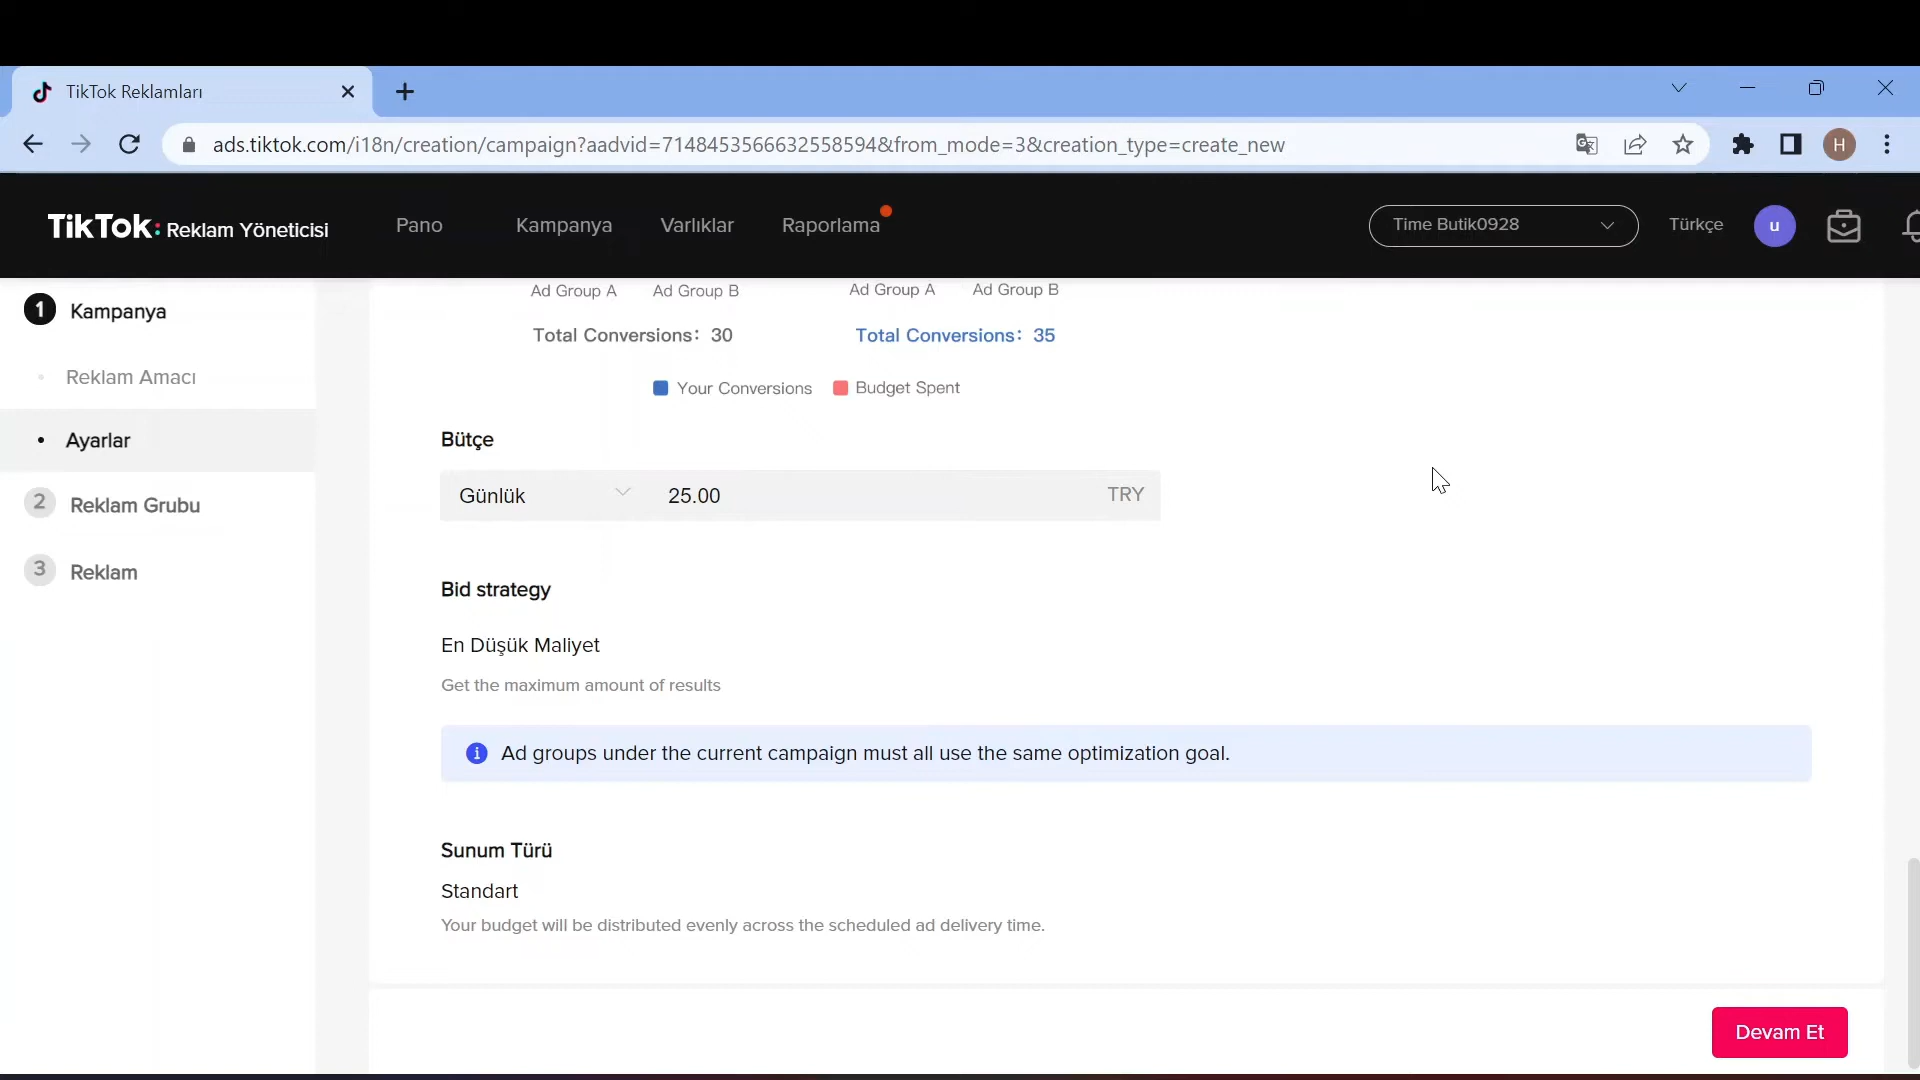 TikTok Reklamları
ads.tiktok.com/i18n/creation/campaign?aadvid=7148453566632558594&from_mode=3&creation_type=create_new
H
TikTok: Reklam Yöneticisi
Pano
Kampanya
Varlıklar
Raporlama
Time Butik0928
Türkçe
u
1 Kampanya
Reklam Amacı
• Ayarlar
2 Reklam Grubu
3 Reklam
Ad Group A Ad Group B
Ad Group A Ad Group B
Total Conversions: 30
Total Conversions: 35
Your Conversions
Budget Spent
Bütçe
Günlük 25.00 TRY
Bid strategy
En Düşük Maliyet
Get the maximum amount of results
Ad groups under the current campaign must all use the same optimization goal.
Sunum Türü
Standart
Your budget will be distributed evenly across the scheduled ad delivery time.
Devam Et